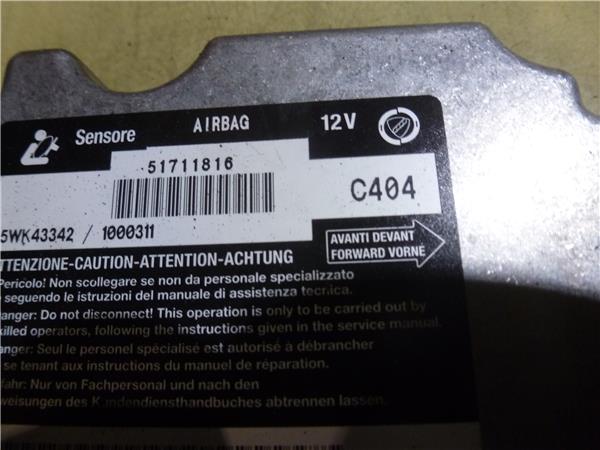 Sensore AIRBAG 12V
51711816
C404
5WK43342 / 1000311
TTENZIONE-CAUTION-ATTENTION-ACHTUNG
AVANTI DEVANT
FORWARD VORNE
Pericolo! Non scollegare se non da personale specializzato
e seguendo le istruzioni del manuale di assistenza tecnica.
anger: Do not disconnect! This operation is only to be carried out by
killed operators, following the instructions given in the service manual.
anger: Seul le personel spécialisé est autorisé à débrancher
se tenant aux instructions du manuel de réparation.
fahr: Nur von Fachpersonal und nach den
weisungen des Kundendiensthandbuches abtrennen lassen.